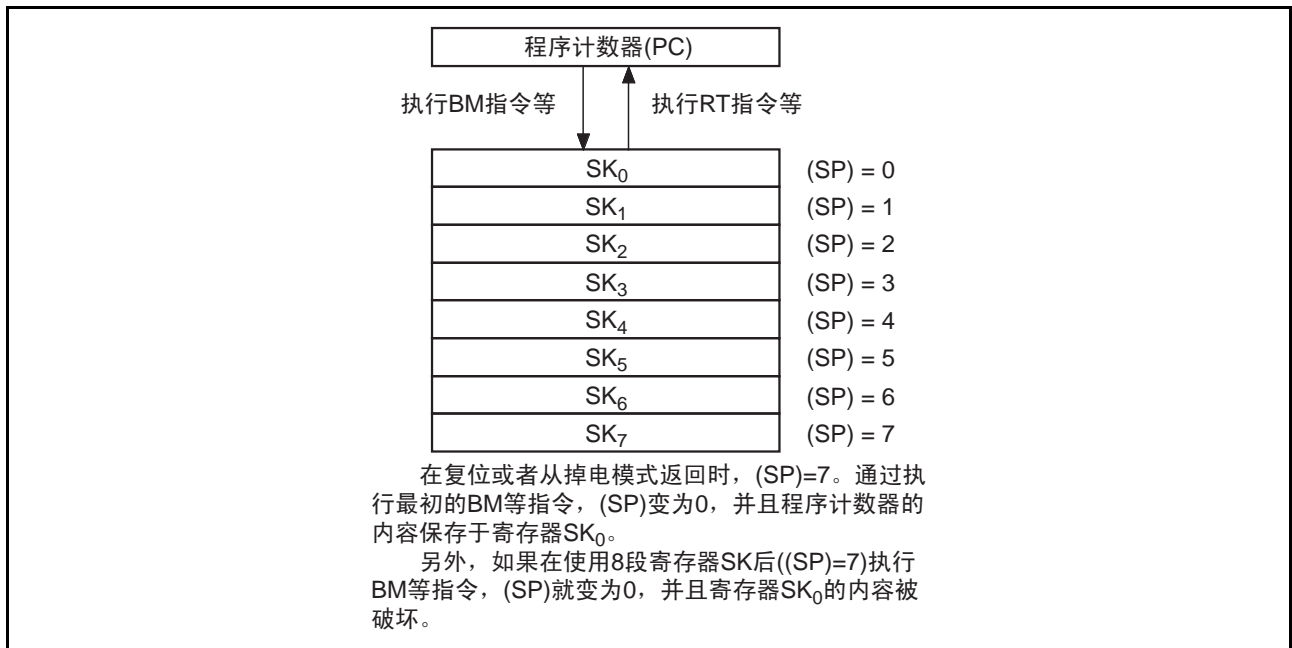 程序计数器(PC)
执行BM指令等 执行RT指令等
SK0 (SP) = 0
SK1 (SP) = 1
SK2 (SP) = 2
SK3 (SP) = 3
SK4 (SP) = 4
SK5 (SP) = 5
SK6 (SP) = 6
SK7 (SP) = 7
在复位或者从掉电模式返回时，(SP)=7。通过执
行最初的BM等指令，(SP)变为0，并且程序计数器的
内容保存于寄存器SK0。
另外，如果在使用8段寄存器SK后((SP)=7)执行
BM等指令，(SP)就变为0，并且寄存器SK0的内容被
破坏。